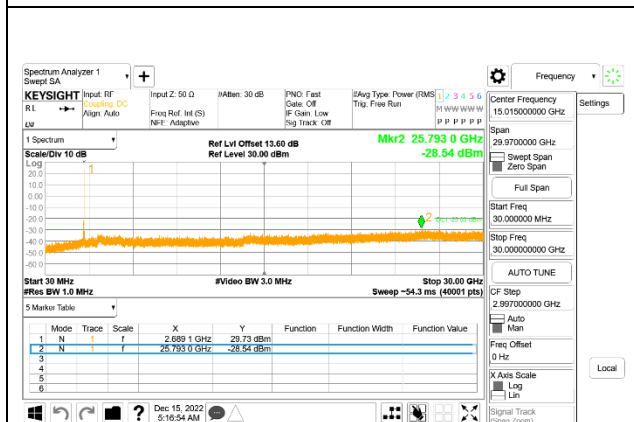 Spectrum Analyzer 1
Swept SA
Frequency
KEYSIGHT
Input: RF
Input Z: 50 Ω
#Atten: 30 dB
PNO: Fast
#Avg Type: Power (RMS
1 2 3 4 5 6
RL
Coupling: DC
Gate: Off
Trig: Free Run
M W W W W W
Align: Auto
Freq Ref: Int (S)
IF Gain: Low
P P P P P P
NFE: Adaptive
Sig Track: Off
Center Frequency
15.015000000 GHz
Settings
1 Spectrum
Ref Lvl Offset 13.60 dB
Mkr2 25.793 0 GHz
Span
29.9700000 GHz
Scale/Div 10 dB
Ref Level 30.00 dBm
-28.54 dBm
Swept Span
Zero Span
Log
20.0
10.0
0.00
-10.0
-20.0
-30.0
-40.0
-50.0
-60.0
1
2
Full Span
Start Freq
30.000000 MHz
Stop Freq
30.000000000 GHz
AUTO TUNE
Start 30 MHz
#Video BW 3.0 MHz
Stop 30.00 GHz
#Res BW 1.0 MHz
Sweep ~54.3 ms (40001 pts)
CF Step
2.997000000 GHz
Auto
Man
5 Marker Table
Mode Trace Scale X Y Function Function Width Function Value
1 N 1 f 2.689 1 GHz 29.73 dBm
2 N 1 f 25.793 0 GHz -28.54 dBm
3
4
5
6
Freq Offset
0 Hz
X Axis Scale
Log
Lin
Local
Signal Track
(Span Zoom)
? Dec 15, 2022
5:16:54 AM